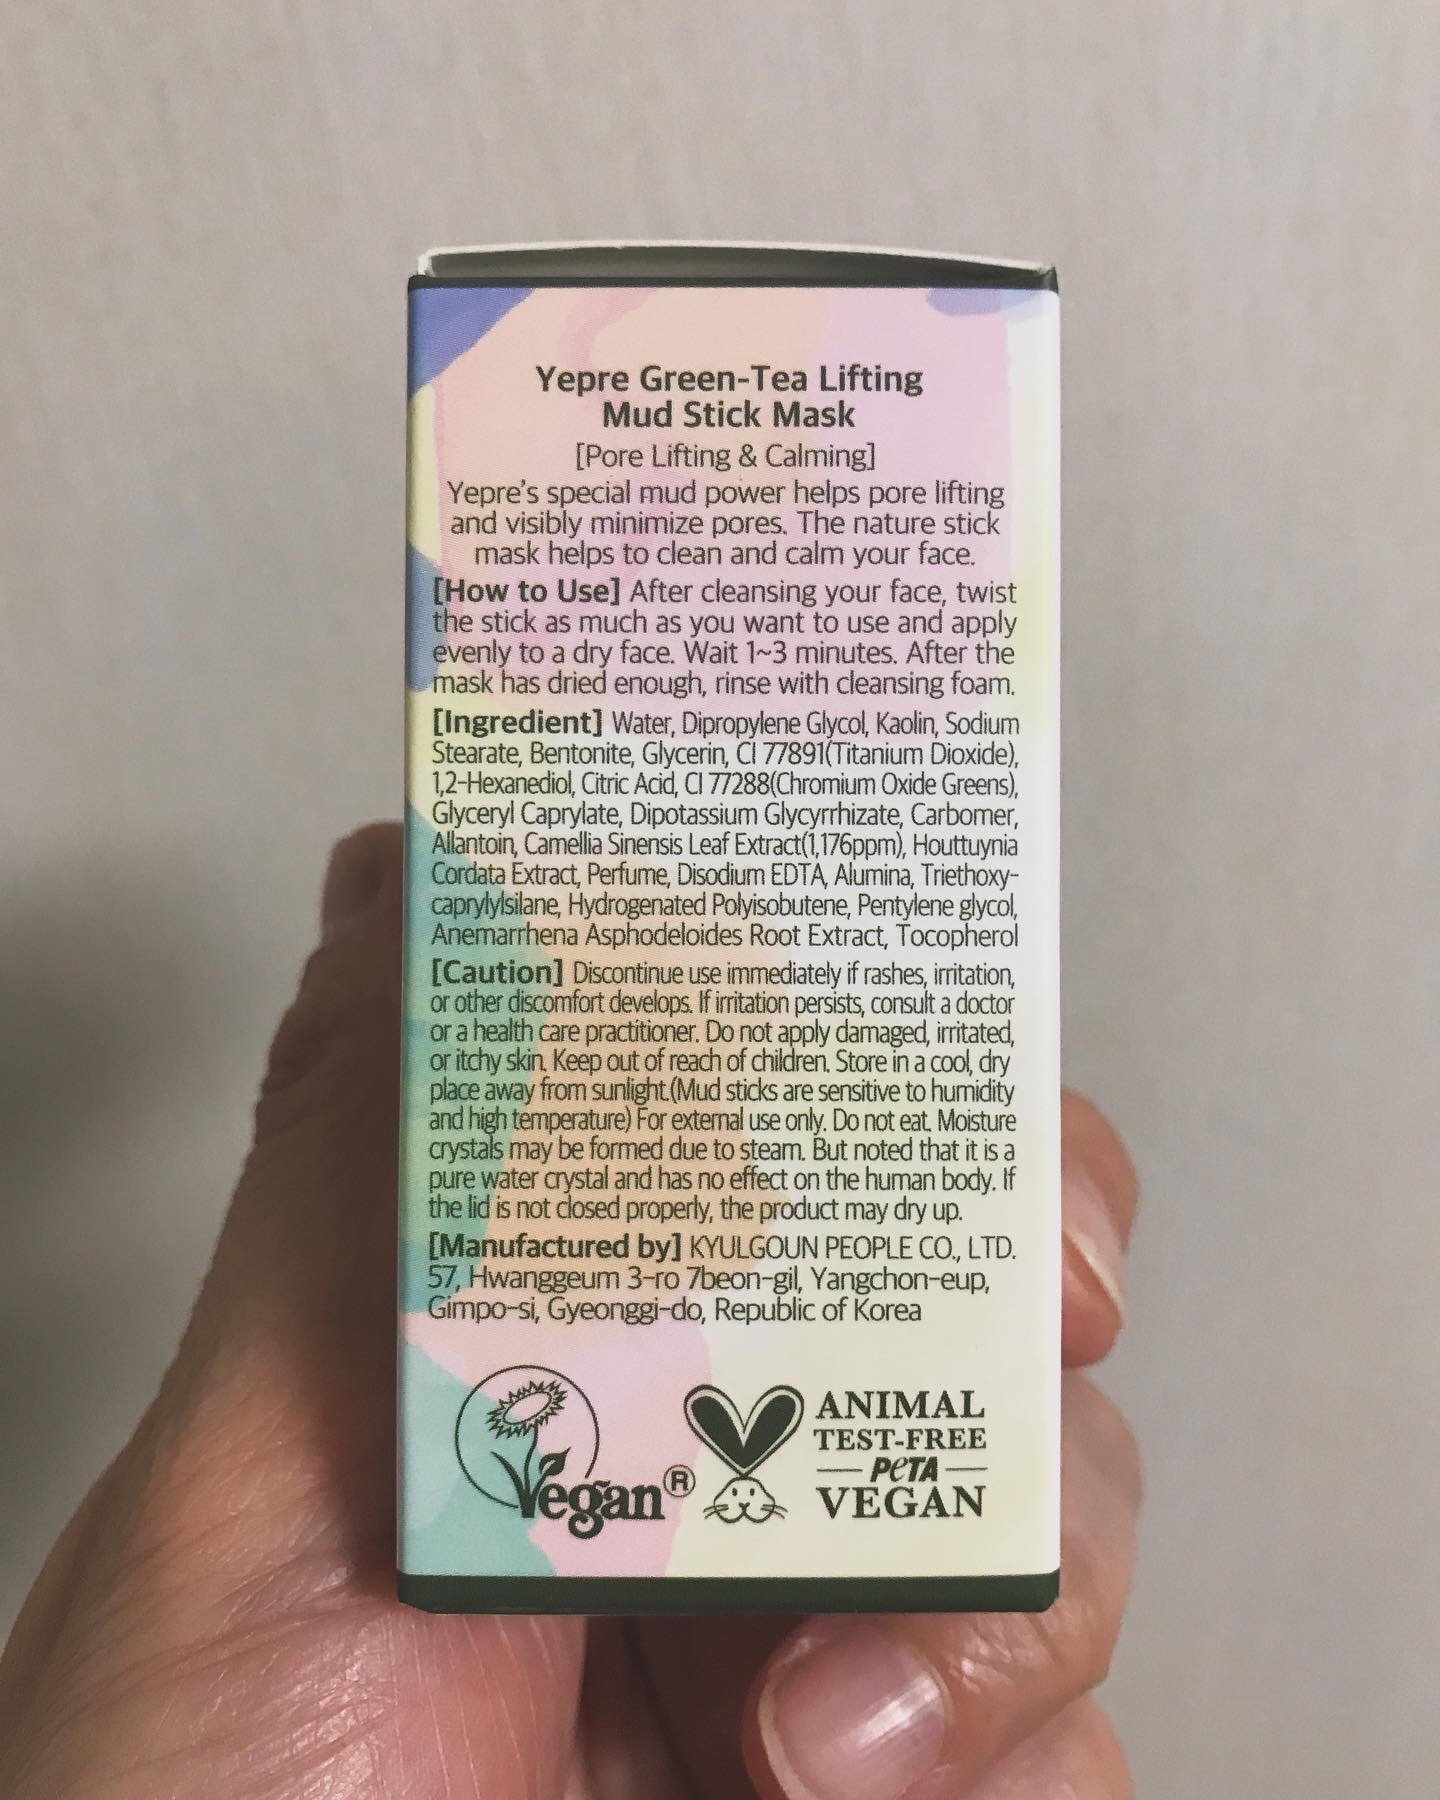 Yepre Green-Tea Lifting
Mud Stick Mask
[Pore Lifting & Calming]
Yepre's special mud power helps pore lifting
and visibly minimize pores. The nature stick
mask helps to clean and calm your face.
[How to Use] After cleansing your face, twist
the stick as much as you want to use and apply
evenly to a dry face. Wait 1~3 minutes. After the
mask has dried enough, rinse with cleansing foam.
[Ingredient] Water, Dipropylene Glycol, Kaolin, Sodium
Stearate, Bentonite, Glycerin, CI 77891(Titanium Dioxide),
1,2-Hexanediol, Citric Acid, CI 77288(Chromium Oxide Greens),
Glyceryl Caprylate, Dipotassium Glycyrrhizate, Carbomer,
Allantoin, Camellia Sinensis Leaf Extract(1,176ppm), Houttuynia
Cordata Extract, Perfume, Disodium EDTA, Alumina, Triethoxy-
caprylylsilane, Hydrogenated Polyisobutene, Pentylene glycol,
Anemarrhena Asphodeloides Root Extract, Tocopherol
[Caution] Discontinue use immediately if rashes, irritation,
or other discomfort develops. If irritation persists, consult a doctor
or a health care practitioner. Do not apply damaged, irritated,
or itchy skin. Keep out of reach of children. Store in a cool, dry
place away from sunlight.(Mud sticks are sensitive to humidity
and high temperature) For external use only. Do not eat. Moisture
crystals may be formed due to steam. But noted that it is a
pure water crystal and has no effect on the human body. If
the lid is not closed properly, the product may dry up.
[Manufactured by] KYULGOUN PEOPLE CO., LTD.
57, Hwanggeum 3-ro 7beon-gil, Yangchon-eup,
Gimpo-si, Gyeonggi-do, Republic of Korea
Vegan®
ANIMAL
TEST-FREE
PETA
VEGAN